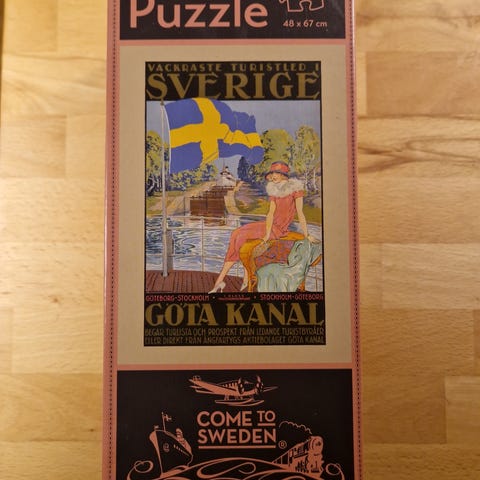 Puzzle
48 x 67 cm
VACKRASTE TURISTLED I
SVERIGE
GÖTEBORG-STOCKHOLM • STOCKHOLM-GÖTEBORG
GÖTA KANAL
BEGÄR TURLISTA OCH PROSPEKT FRÅN LEDANDE TURISTBYRÅER
ELLER DIREKT FRÅN ÅNGFARTYGS AKTIEBOLAGET GÖTA KANAL
COME TO
SWEDEN®